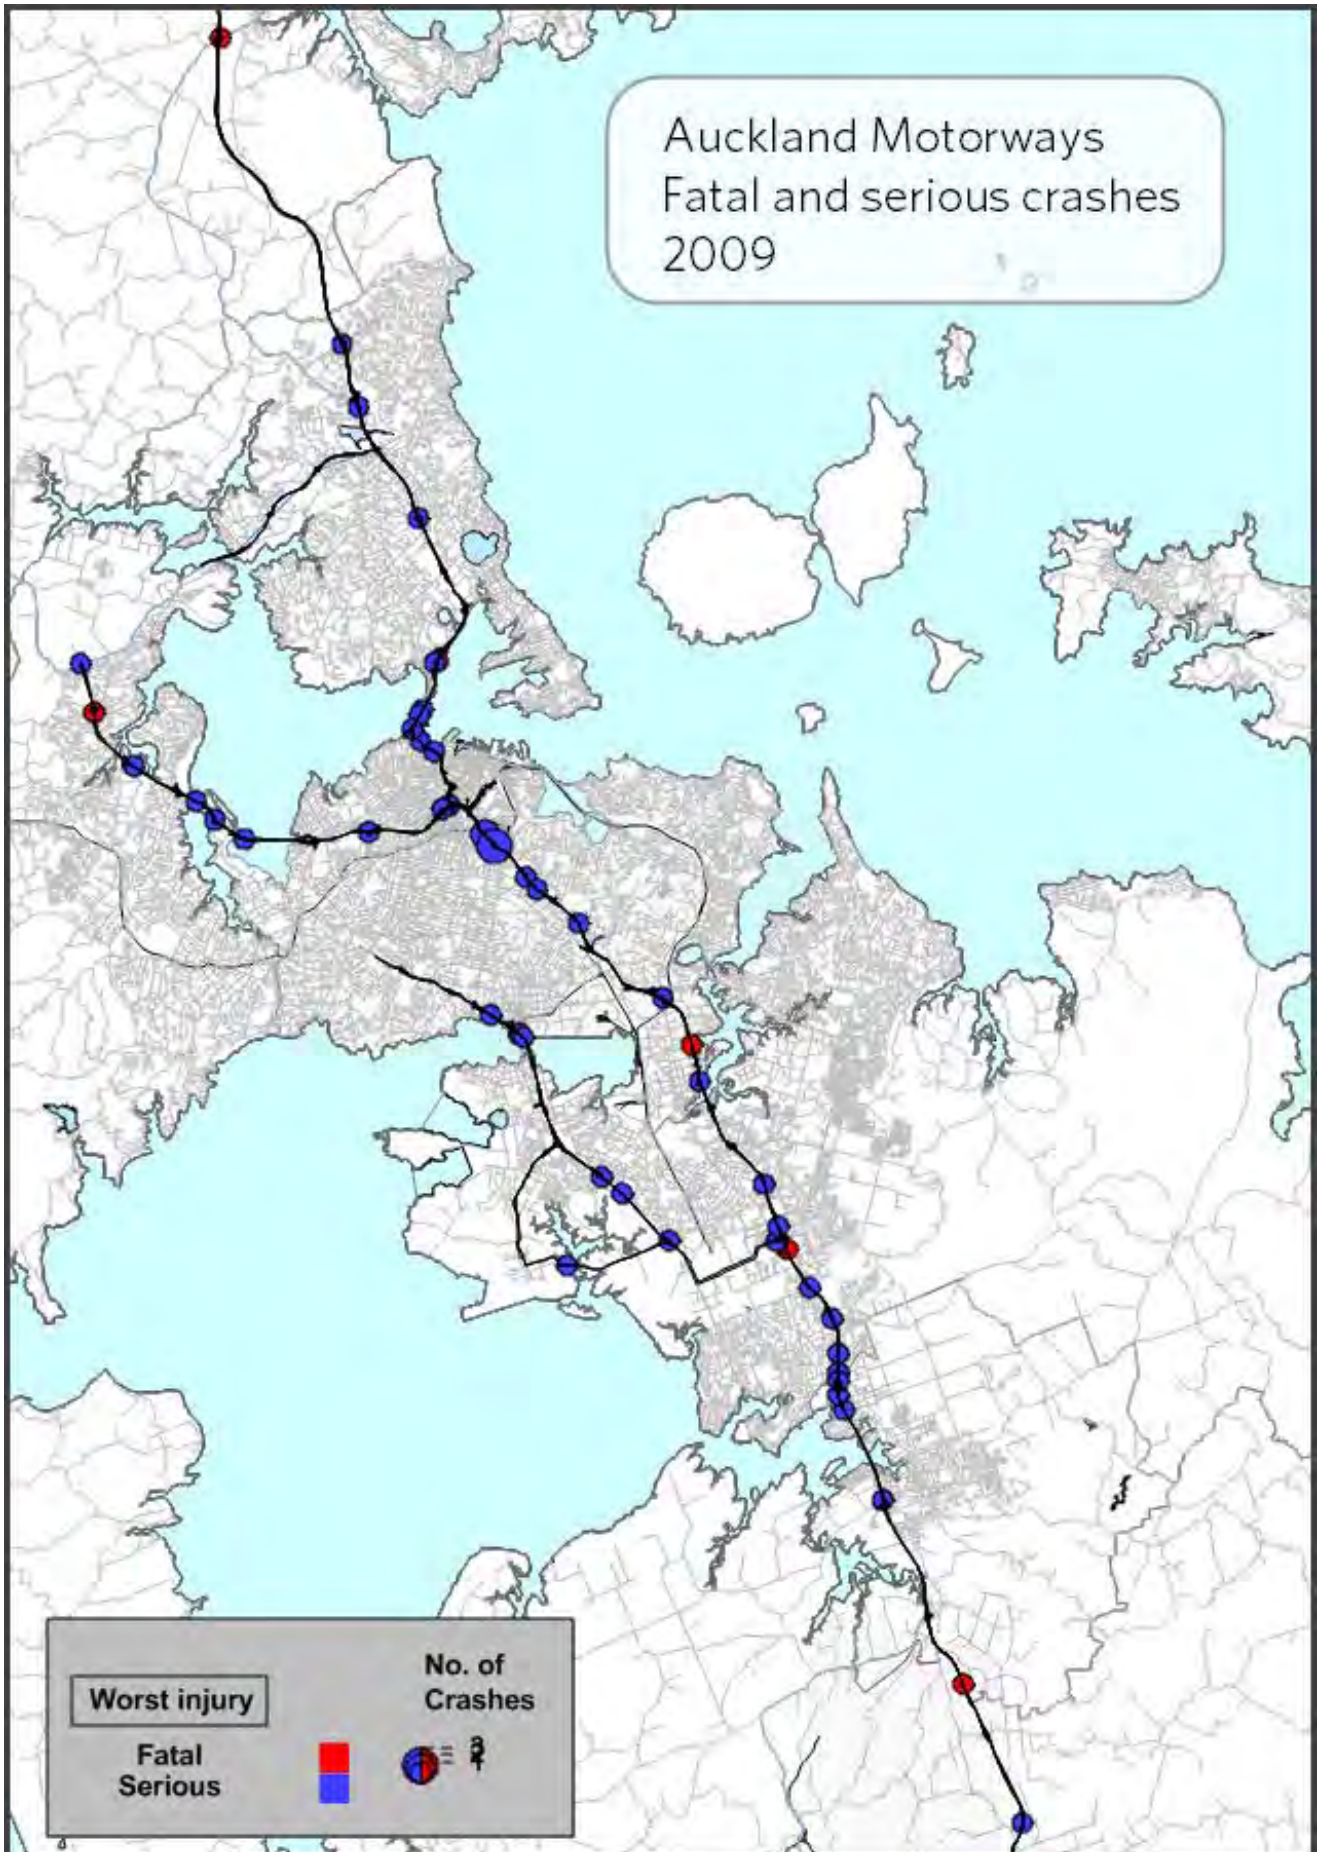 Auckland Motorways
Fatal and serious crashes
2009
No. of
Crashes
Worst injury
Fatal
Serious